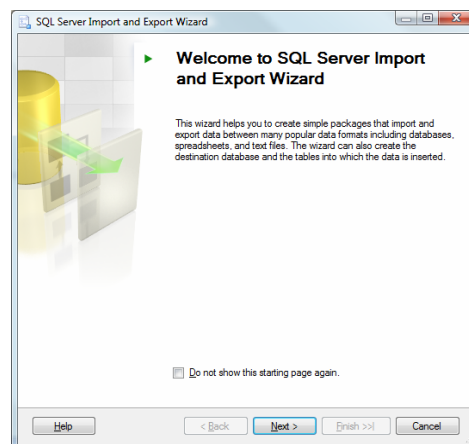 SQL Server Import and Export Wizard
Welcome to SQL Server Import
and Export Wizard
This wizard helps you to create simple packages that import and
export data between many popular data formats including databases,
spreadsheets, and text files. The wizard can also create the
destination database and the tables into which the data is inserted.
Do not show this starting page again.
Help
< Back
Next >
Finish >>|
Cancel